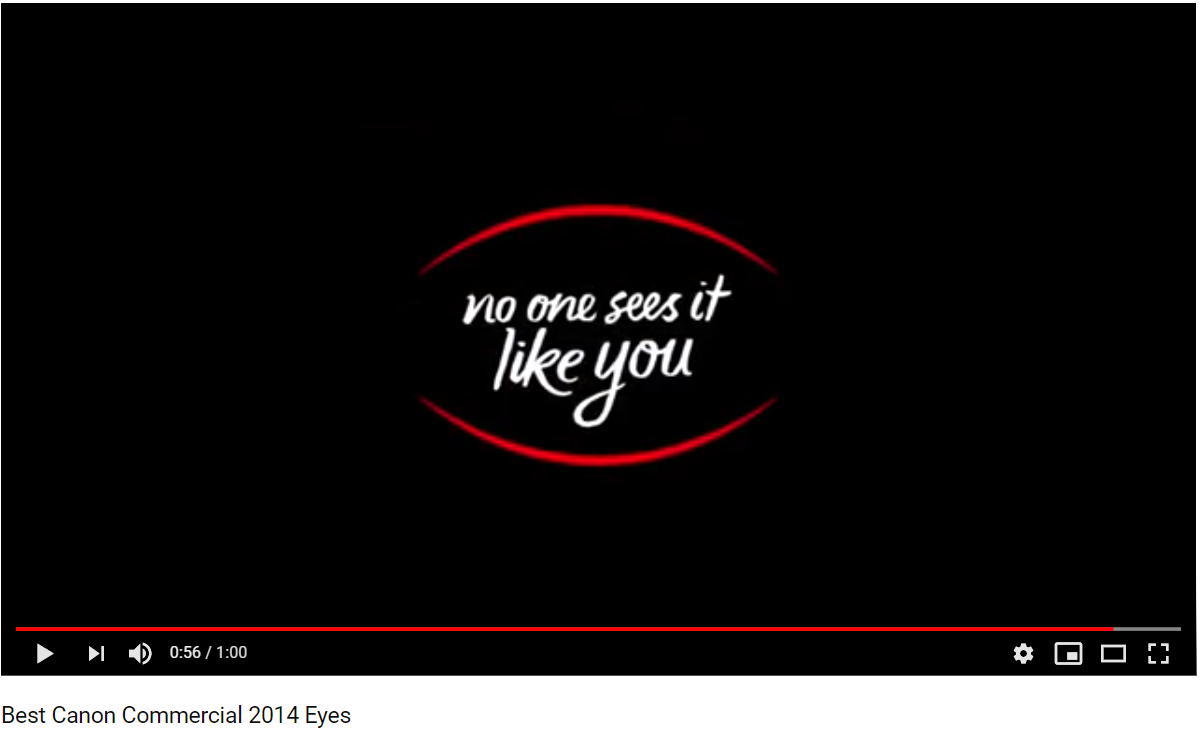 no one sees it
like you
0:56 / 1:00
Best Canon Commercial 2014 Eyes